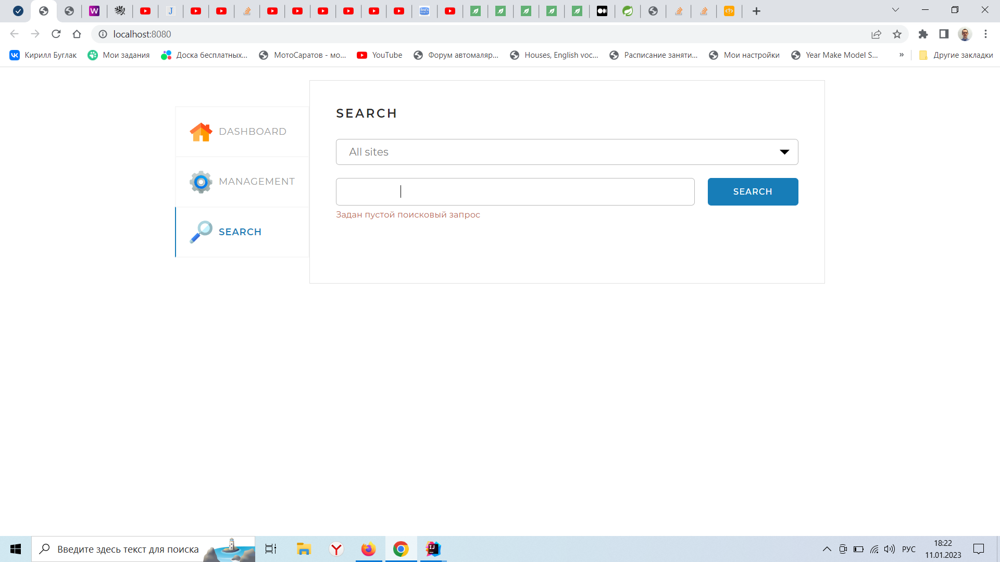 localhost:8080
Кирилл Буглак
Мои задания
Доска бесплатных...
МотоСаратов - мо...
YouTube
Форум автомаляр...
Houses, English voc...
Расписание заняти...
Мои настройки
Year Make Model S...
»
Другие закладки
SEARCH
DASHBOARD
All sites
MANAGEMENT
SEARCH
Задан пустой поисковый запрос
SEARCH
Введите здесь текст для поиска
РУС
18:22
11.01.2023